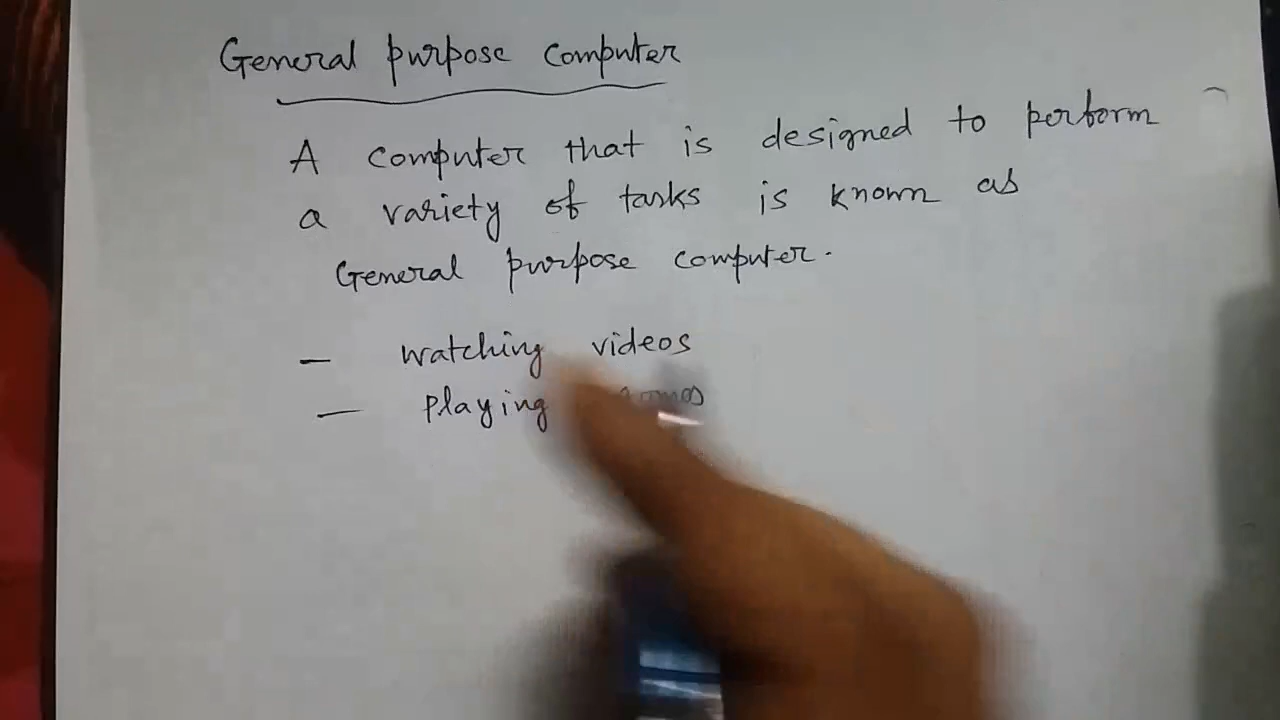 General purpose computer
A computer that is designed to perform
a variety of tasks is known as
General purpose computer.
- watching videos
- playing games